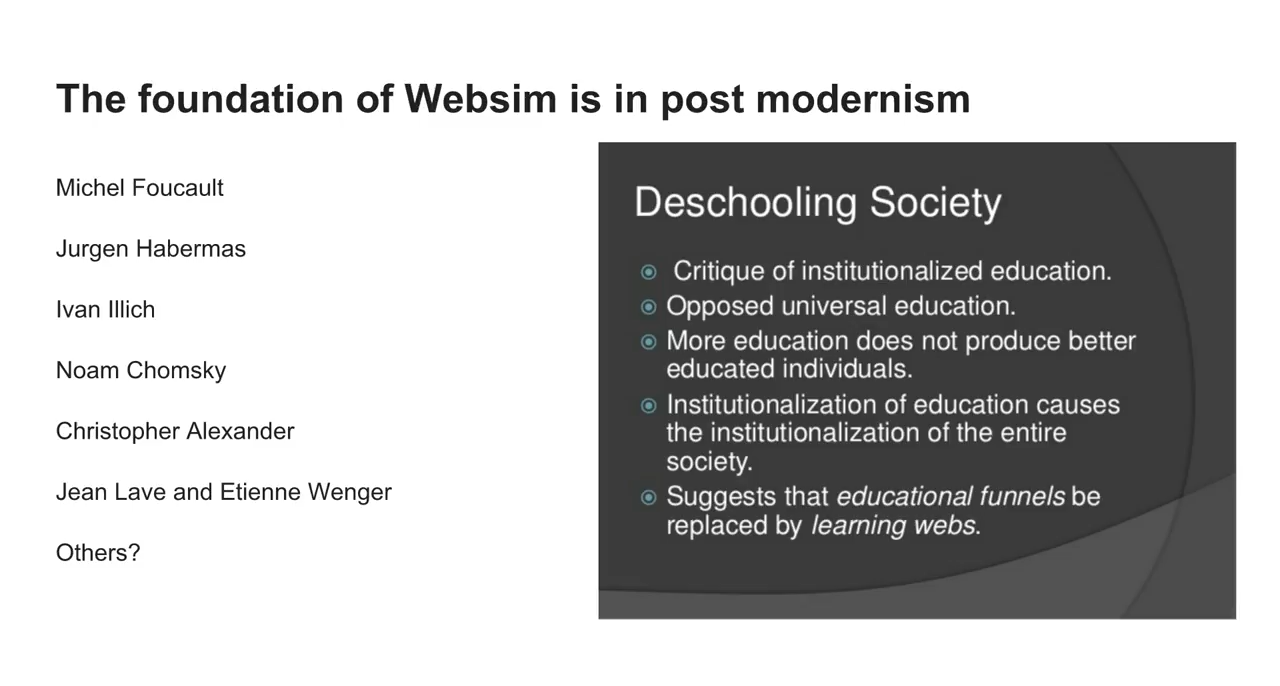 The foundation of Websim is in post modernism
Michel Foucault
Jurgen Habermas
Ivan Illich
Noam Chomsky
Christopher Alexander
Jean Lave and Etienne Wenger
Others?
Deschooling Society
Critique of institutionalized education.
Opposed universal education.
More education does not produce better
educated individuals.
Institutionalization of education causes
the institutionalization of the entire
society.
Suggests that educational funnels be
replaced by learning webs.